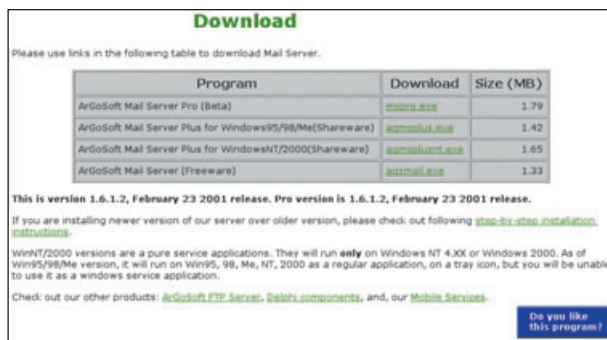 Download
Please use links in the following table to download Mail Server.
Program Download Size (MB)
ArGoSoft Mail Server Pro (Beta) mspro.exe 1.79
ArGoSoft Mail Server Plus for Windows95/98/Me(Shareware) agmsplus.exe 1.42
ArGoSoft Mail Server Plus for WindowsNT/2000(Shareware) agmsplusnt.exe 1.65
ArGoSoft Mail Server (Freeware) agsmail.exe 1.33
This is version 1.6.1.2, February 23 2001 release. Pro version is 1.6.1.2, February 23 2001 release.
If you are installing newer version of our server over older version, please check out following step-by-step installation
instructions.
WinNT/2000 versions are a pure service applications. They will run only on Windows NT 4.XX or Windows 2000. As of
Win95/98/Me version, it will run on Win95, 98, Me, NT, 2000 as a regular application, on a tray icon, but you will be unable
to use it as a windows service application.
Check out our other products: ArGoSoft FTP Server, Delphi components, and, our Mobile Services.
Do you like
this program?